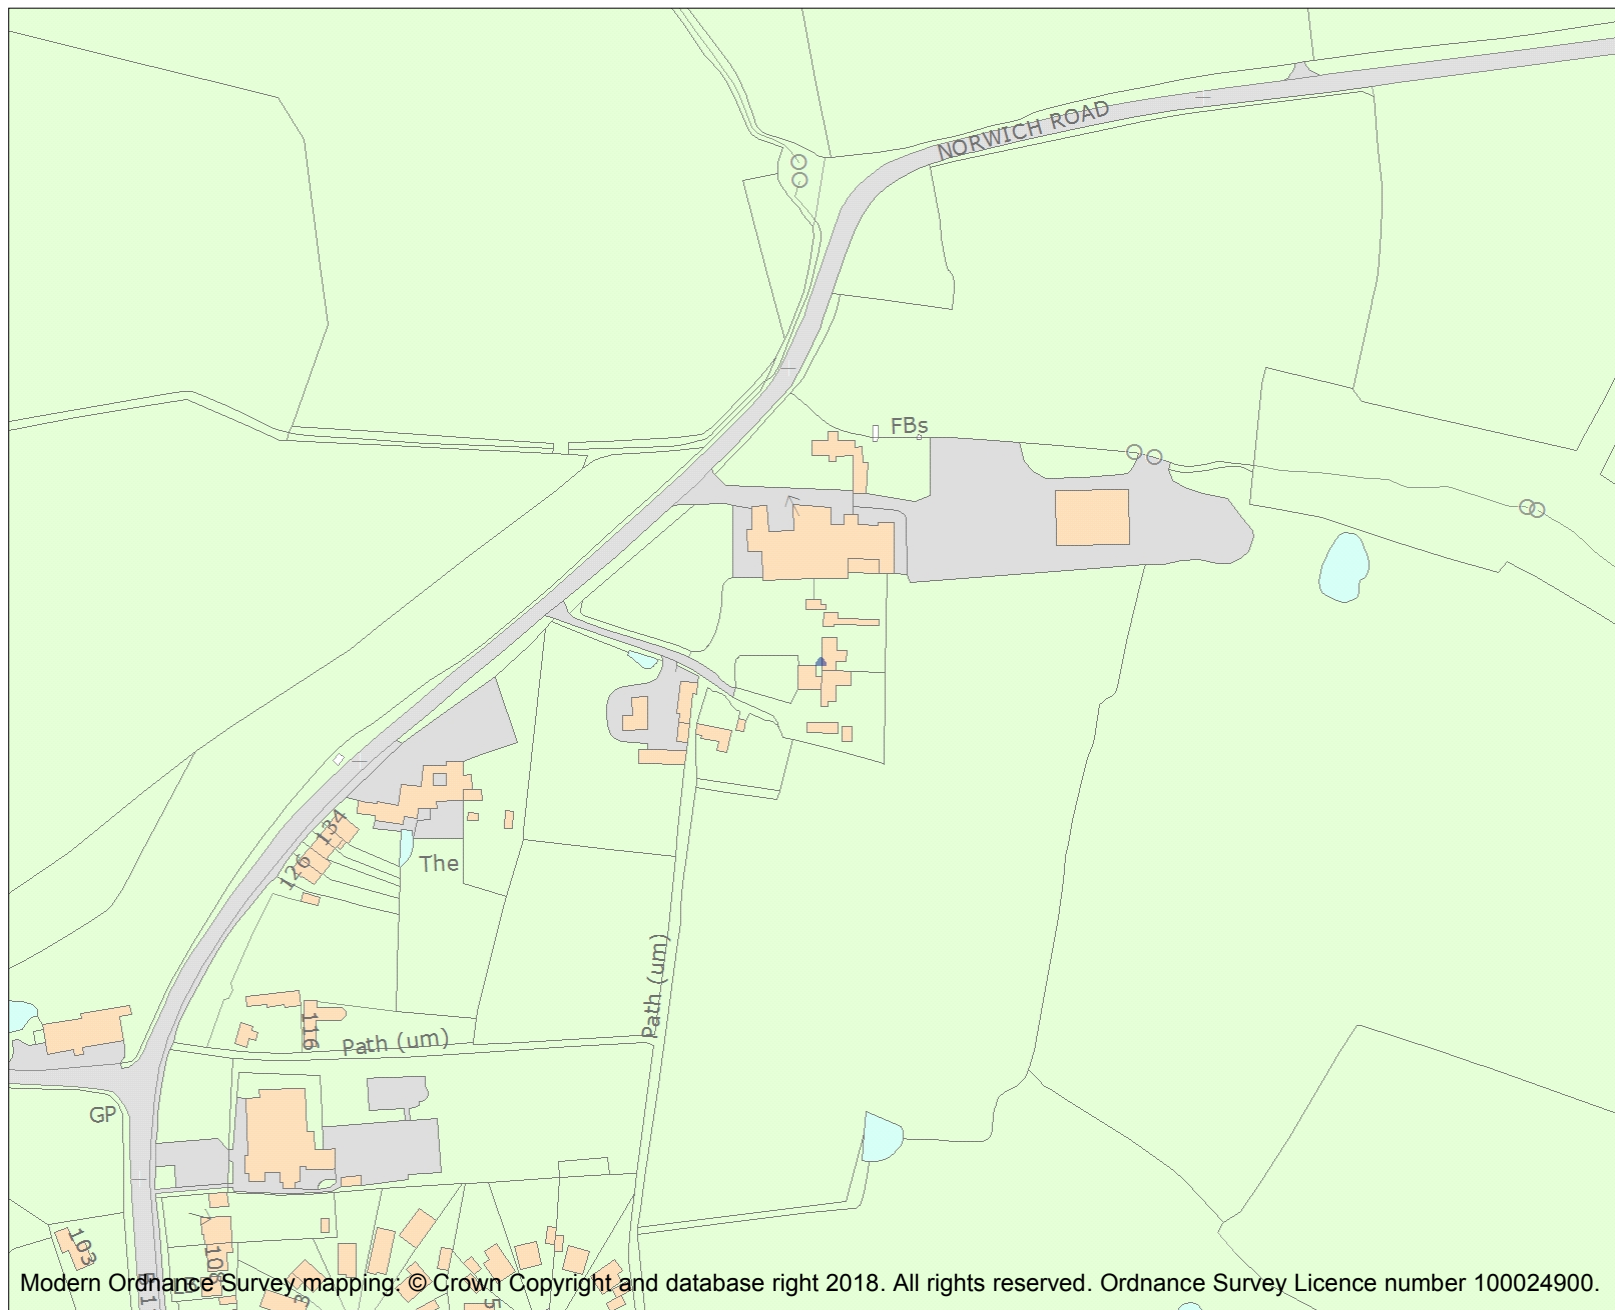 NORWICH ROAD
FBs
134
126
The
Path (um)
116
Path (um)
GP
103
108
Modern Ordnance Survey mapping: © Crown Copyright and database right 2018. All rights reserved. Ordnance Survey Licence number 100024900.